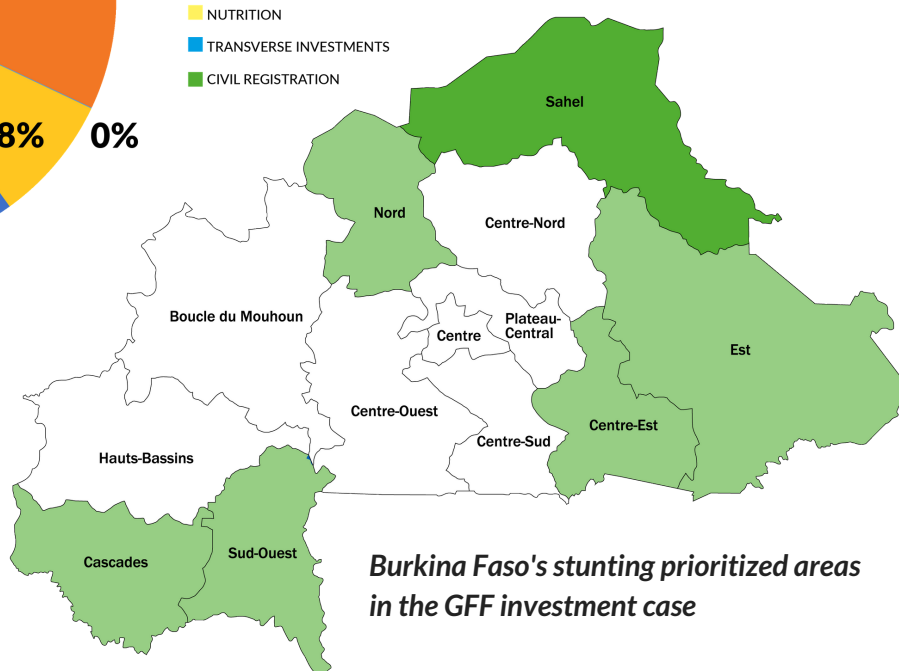 NUTRITION
TRANSVERSE INVESTMENTS
CIVIL REGISTRATION
8%
0%
Sahel
Nord
Centre-Nord
Boucle du Mouhoun
Plateau-
Central
Centre
Est
Centre-Ouest
Centre-Est
Centre-Sud
Hauts-Bassins
Sud-Ouest
Cascades
Burkina Faso's stunting prioritized areas
in the GFF investment case